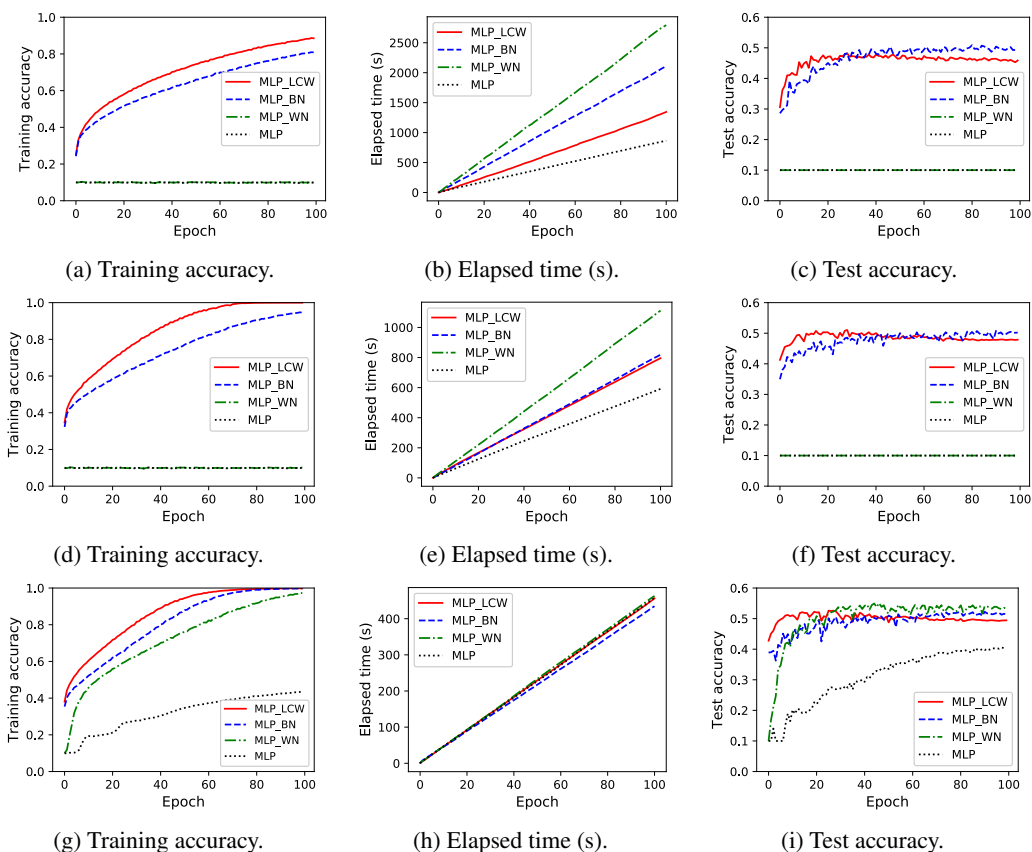 Training accuracy
1.0
0.8
0.6
0.4
0.2
0.0
MLP_LCW
MLP_BN
MLP_WN
MLP
0 20 40 60 80 100
Epoch
(a) Training accuracy.
Elapsed time (s)
2500
2000
1500
1000
500
0
MLP_LCW
MLP_BN
MLP_WN
MLP
0 20 40 60 80 100
Epoch
(b) Elapsed time (s).
Test accuracy
0.6
0.5
0.4
0.3
0.2
0.1
0.0
MLP_LCW
MLP_BN
MLP_WN
MLP
0 20 40 60 80 100
Epoch
(c) Test accuracy.
Training accuracy
1.0
0.8
0.6
0.4
0.2
0.0
MLP_LCW
MLP_BN
MLP_WN
MLP
0 20 40 60 80 100
Epoch
(d) Training accuracy.
Elapsed time (s)
1000
800
600
400
200
0
MLP_LCW
MLP_BN
MLP_WN
MLP
0 20 40 60 80 100
Epoch
(e) Elapsed time (s).
Test accuracy
0.6
0.5
0.4
0.3
0.2
0.1
0.0
MLP_LCW
MLP_BN
MLP_WN
MLP
0 20 40 60 80 100
Epoch
(f) Test accuracy.
Training accuracy
1.0
0.8
0.6
0.4
0.2
0.0
MLP_LCW
MLP_BN
MLP_WN
MLP
0 20 40 60 80 100
Epoch
(g) Training accuracy.
Elapsed time (s)
400
300
200
100
0
MLP_LCW
MLP_BN
MLP_WN
MLP
0 20 40 60 80 100
Epoch
(h) Elapsed time (s).
Test accuracy
0.6
0.5
0.4
0.3
0.2
0.1
0.0
MLP_LCW
MLP_BN
MLP_WN
MLP
0 20 40 60 80 100
Epoch
(i) Test accuracy.